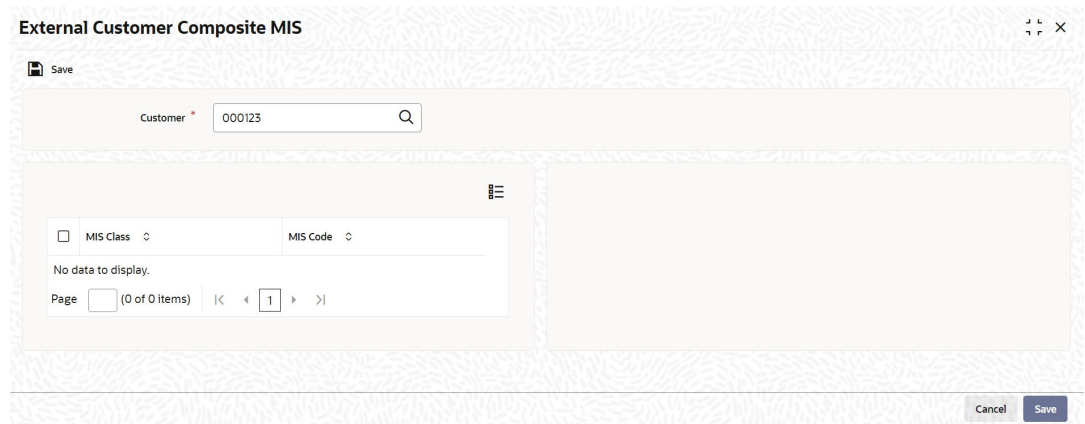 External Customer Composite MIS
Save
Customer * 000123
MIS Class MIS Code
No data to display.
Page (0 of 0 items) 1
Cancel Save